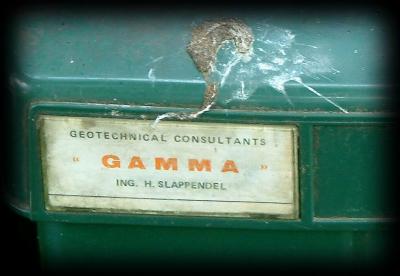 GEOTECHNICAL CONSULTANTS
" GAMMA "
ING. H. SLAPPENDEL